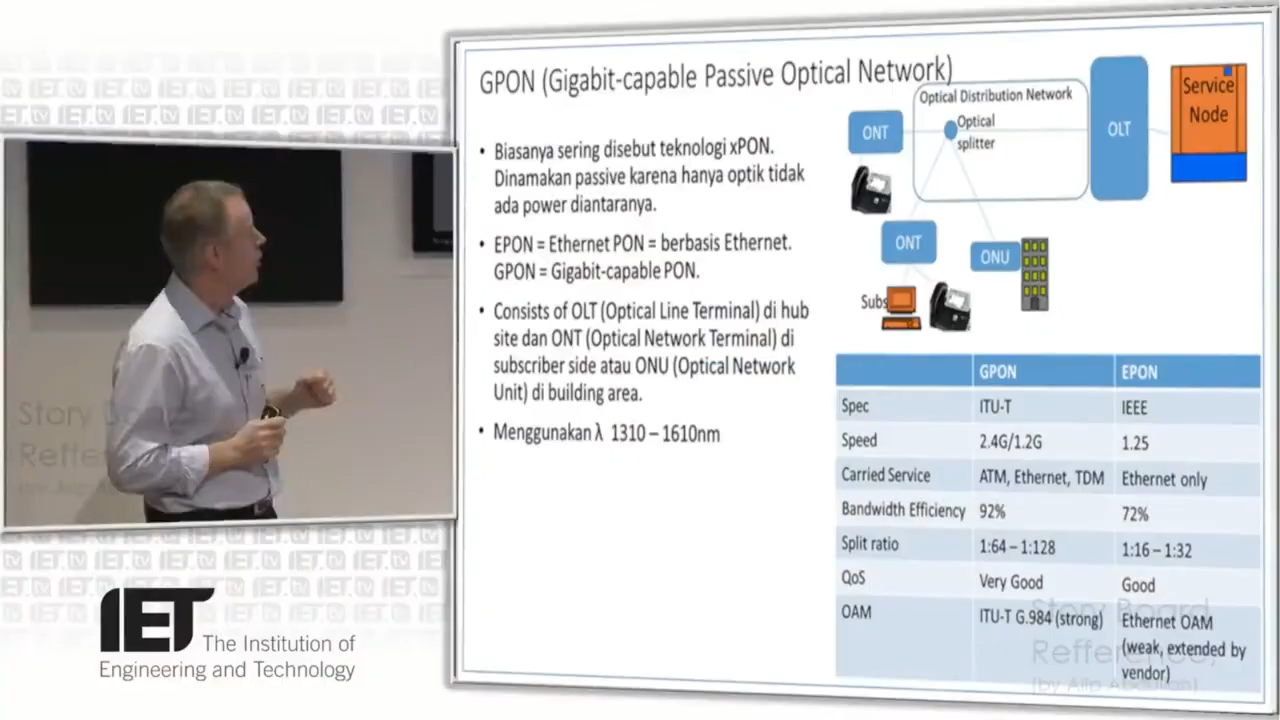 GPON (Gigabit-capable Passive Optical Network)
• Biasanya sering disebut teknologi xPON.
Dinamakan passive karena hanya optik tidak
ada power diantaranya.
• EPON = Ethernet PON = berbasis Ethernet.
GPON = Gigabit-capable PON.
• Consists of OLT (Optical Line Terminal) di hub
site dan ONT (Optical Network Terminal) di
subscriber side atau ONU (Optical Network
Unit) di building area.
• Menggunakan λ 1310 – 1610nm
Optical Distribution Network
ONT
Optical
splitter
OLT
Service
Node
ONT
ONU
Subs
GPON EPON
Spec ITU-T IEEE
Speed 2.4G/1.2G 1.25
Carried Service ATM, Ethernet, TDM Ethernet only
Bandwidth Efficiency 92% 72%
Split ratio 1:64 – 1:128 1:16 – 1:32
QoS Very Good Good
OAM ITU-T G.984 (strong) Ethernet OAM
(weak, extended by
vendor)
Story Board
Refference,
Story
Reffe
IET The Institution of
Engineering and Technology
IET.tv